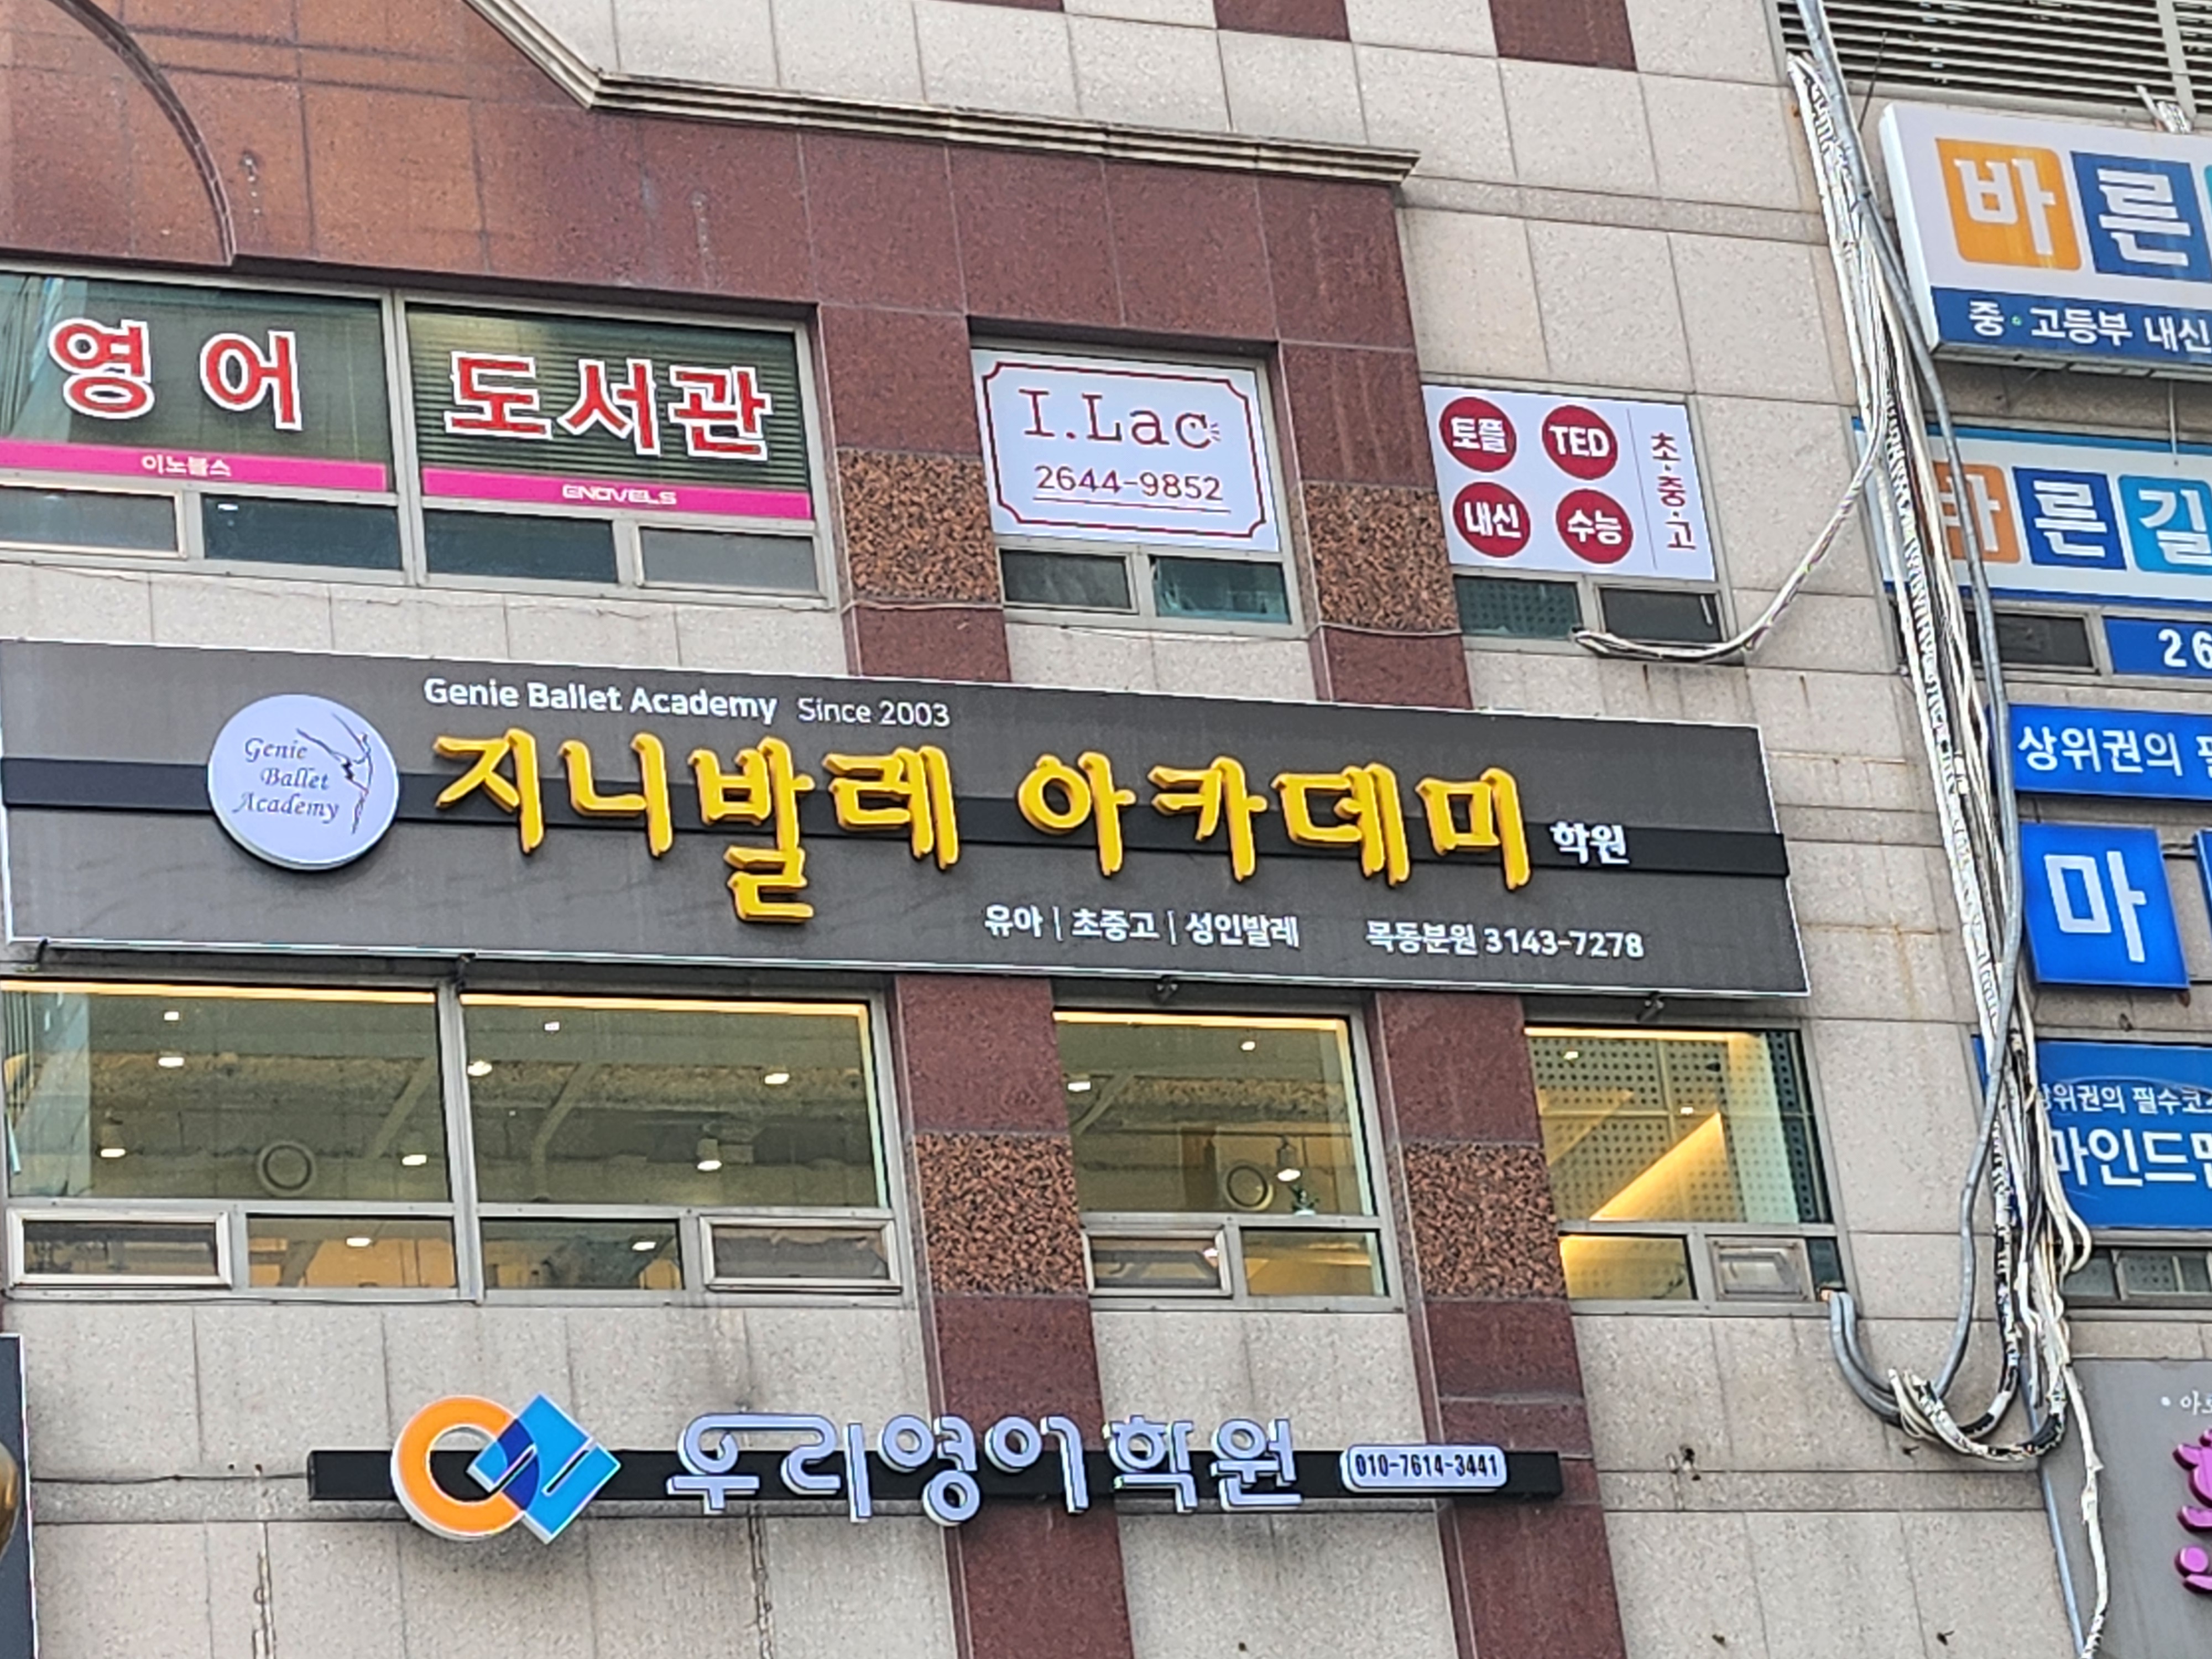 영어 도서관
이노블스
ENOVELS
I.Lac
2644-9852
토플 TED
내신 수능
초·중·고
바른
중·고등부 내신
바른길
26
상위권의
마
상위권의 필수코
마인드
Genie Ballet Academy Since 2003
Genie
Ballet
Academy
지니발레 아카데미 학원
유아 | 초중고 | 성인발레 목동분원 3143-7278
우리영어학원 010-7614-3441